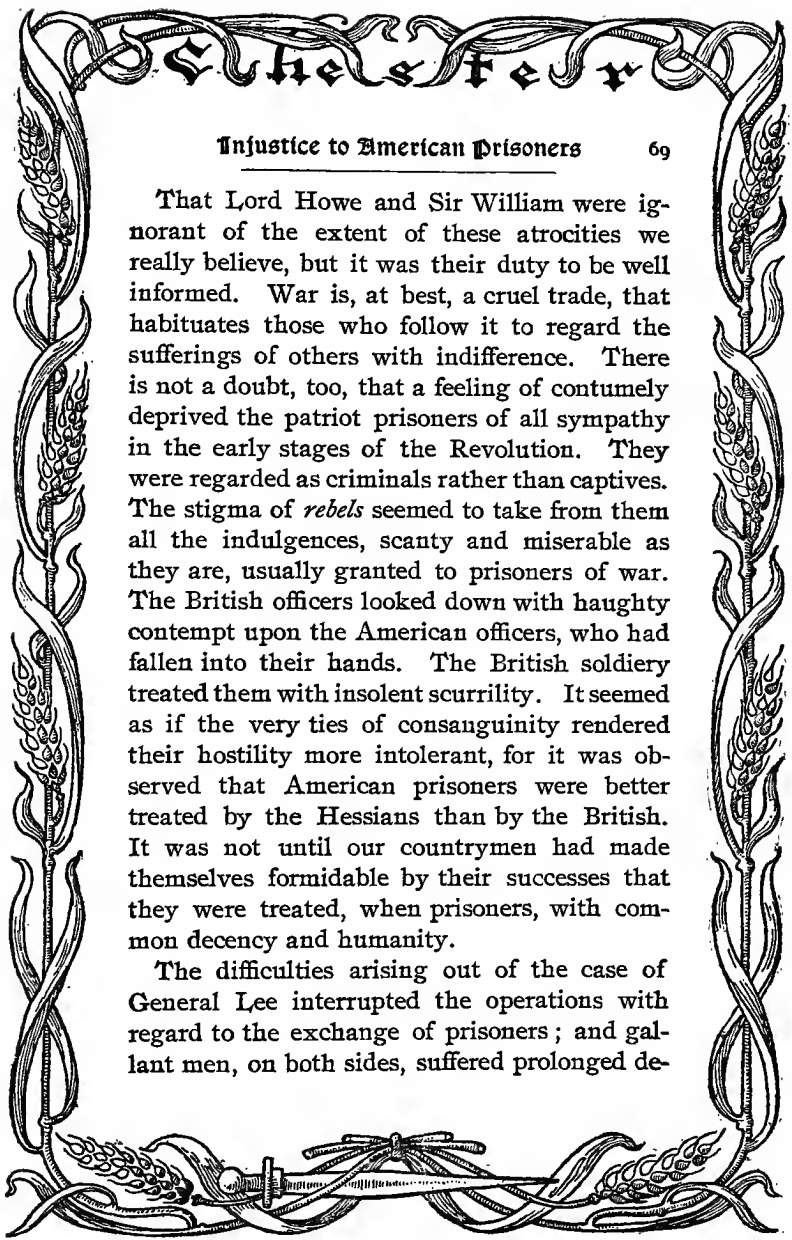 Chester
Injustice to American Prisoners 69
That Lord Howe and Sir William were ig-
norant of the extent of these atrocities we
really believe, but it was their duty to be well
informed. War is, at best, a cruel trade, that
habituates those who follow it to regard the
sufferings of others with indifference. There
is not a doubt, too, that a feeling of contumely
deprived the patriot prisoners of all sympathy
in the early stages of the Revolution. They
were regarded as criminals rather than captives.
The stigma of rebels seemed to take from them
all the indulgences, scanty and miserable as
they are, usually granted to prisoners of war.
The British officers looked down with haughty
contempt upon the American officers, who had
fallen into their hands. The British soldiery
treated them with insolent scurrility. It seemed
as if the very ties of consanguinity rendered
their hostility more intolerant, for it was ob-
served that American prisoners were better
treated by the Hessians than by the British.
It was not until our countrymen had made
themselves formidable by their successes that
they were treated, when prisoners, with com-
mon decency and humanity.
The difficulties arising out of the case of
General Lee interrupted the operations with
regard to the exchange of prisoners ; and gal-
lant men, on both sides, suffered prolonged de-